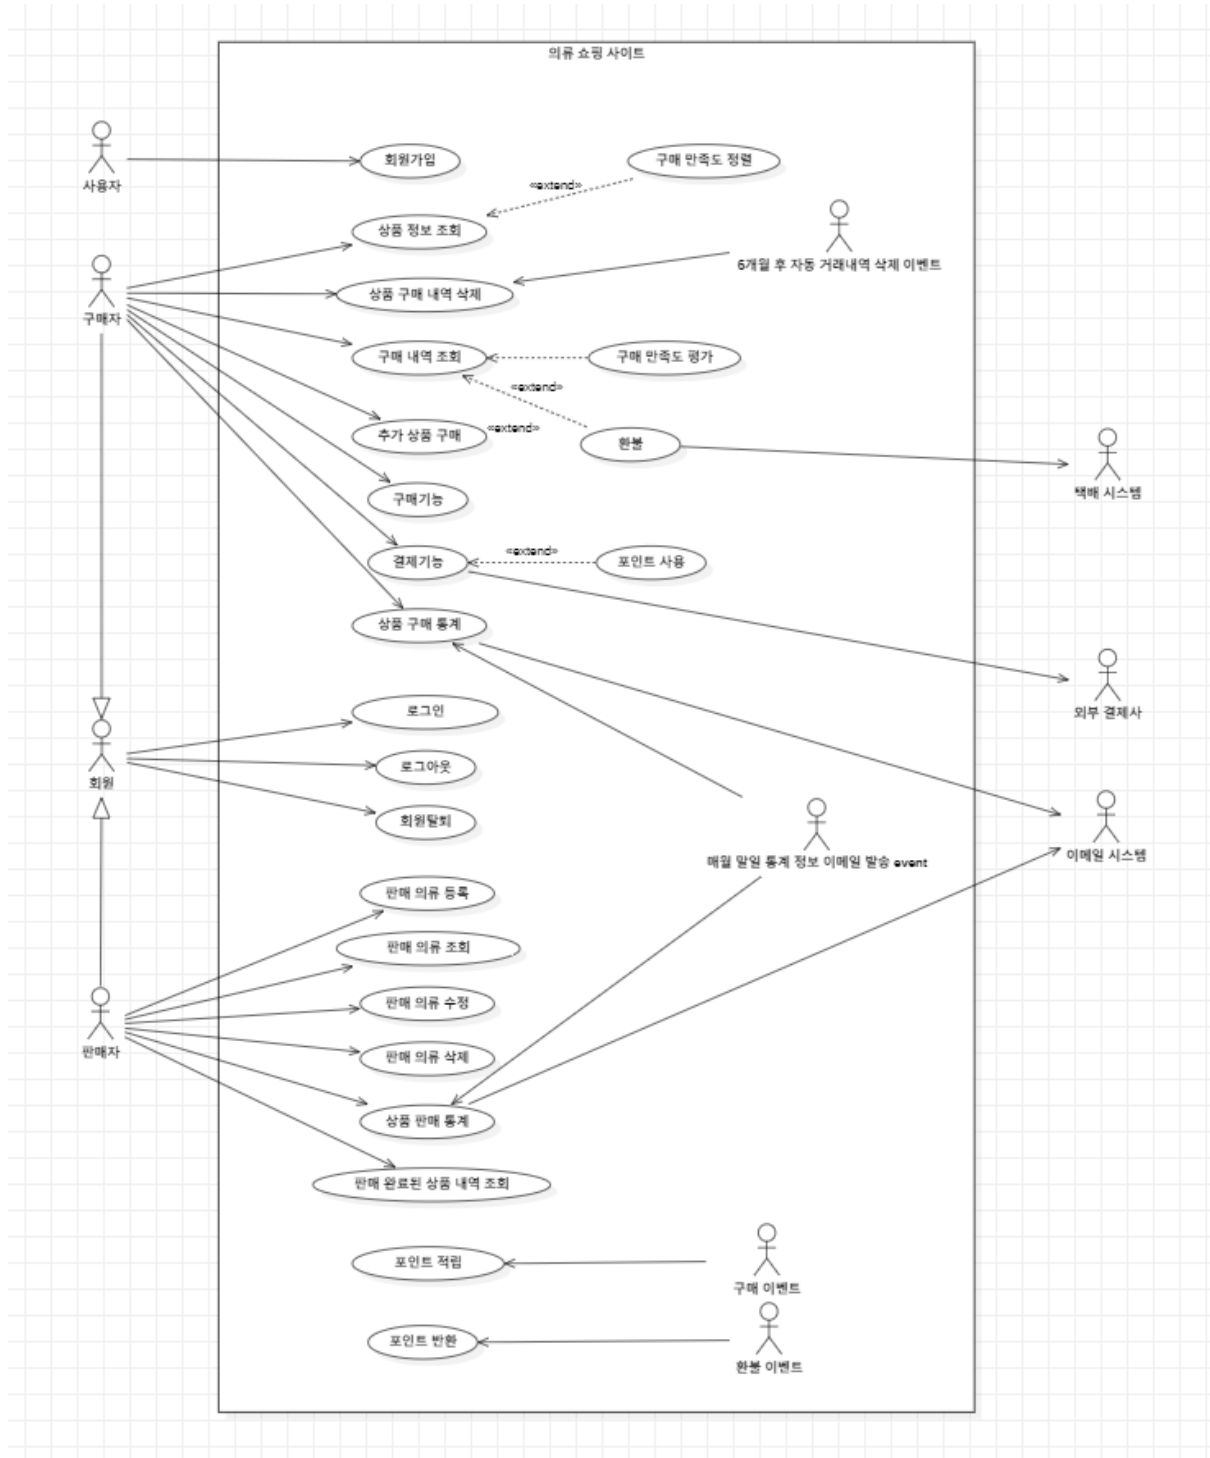 의류 쇼핑 사이트
사용자
회원가입
구매 만족도 정렬
«extend»
상품 정보 조회
구매자
6개월 후 자동 거래내역 삭제 이벤트
상품 구매 내역 삭제
구매 내역 조회
구매 만족도 평가
«extend»
추가 상품 구매
«extend»
환불
택배 시스템
구매기능
결제기능
«extend»
포인트 사용
상품 구매 통계
외부 결제사
회원
로그인
로그아웃
회원탈퇴
매월 말일 통계 정보 이메일 발송 event
이메일 시스템
판매 의류 등록
판매 의류 조회
판매자
판매 의류 수정
판매 의류 삭제
상품 판매 통계
판매 완료된 상품 내역 조회
포인트 적립
구매 이벤트
포인트 반환
환불 이벤트